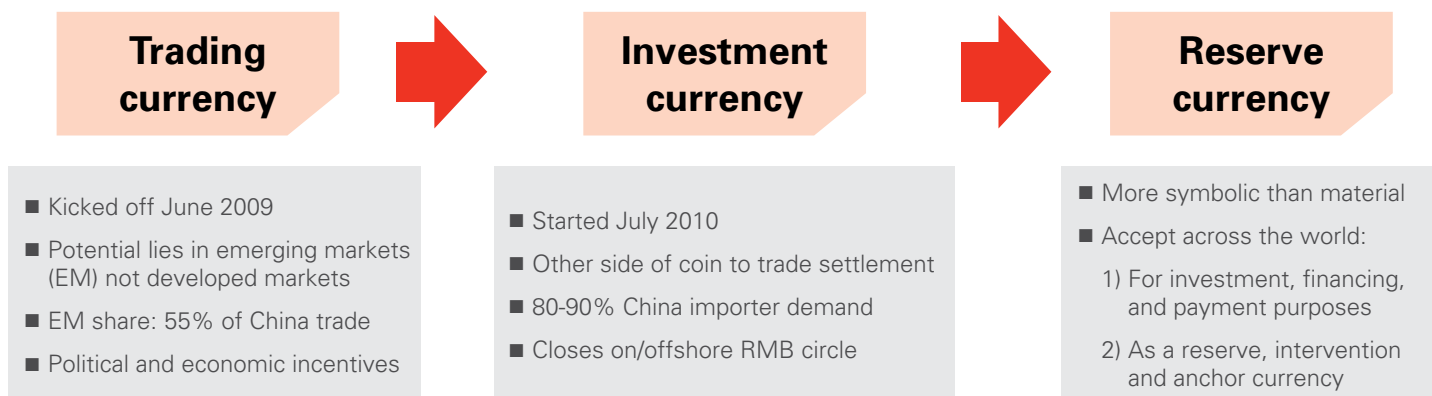 Trading
currency
■ Kicked off June 2009
■ Potential lies in emerging markets
(EM) not developed markets
■ EM share: 55% of China trade
■ Political and economic incentives
Investment
currency
■ Started July 2010
■ Other side of coin to trade settlement
■ 80-90% China importer demand
■ Closes on/offshore RMB circle
Reserve
currency
■ More symbolic than material
■ Accept across the world:
1) For investment, financing,
and payment purposes
2) As a reserve, intervention
and anchor currency